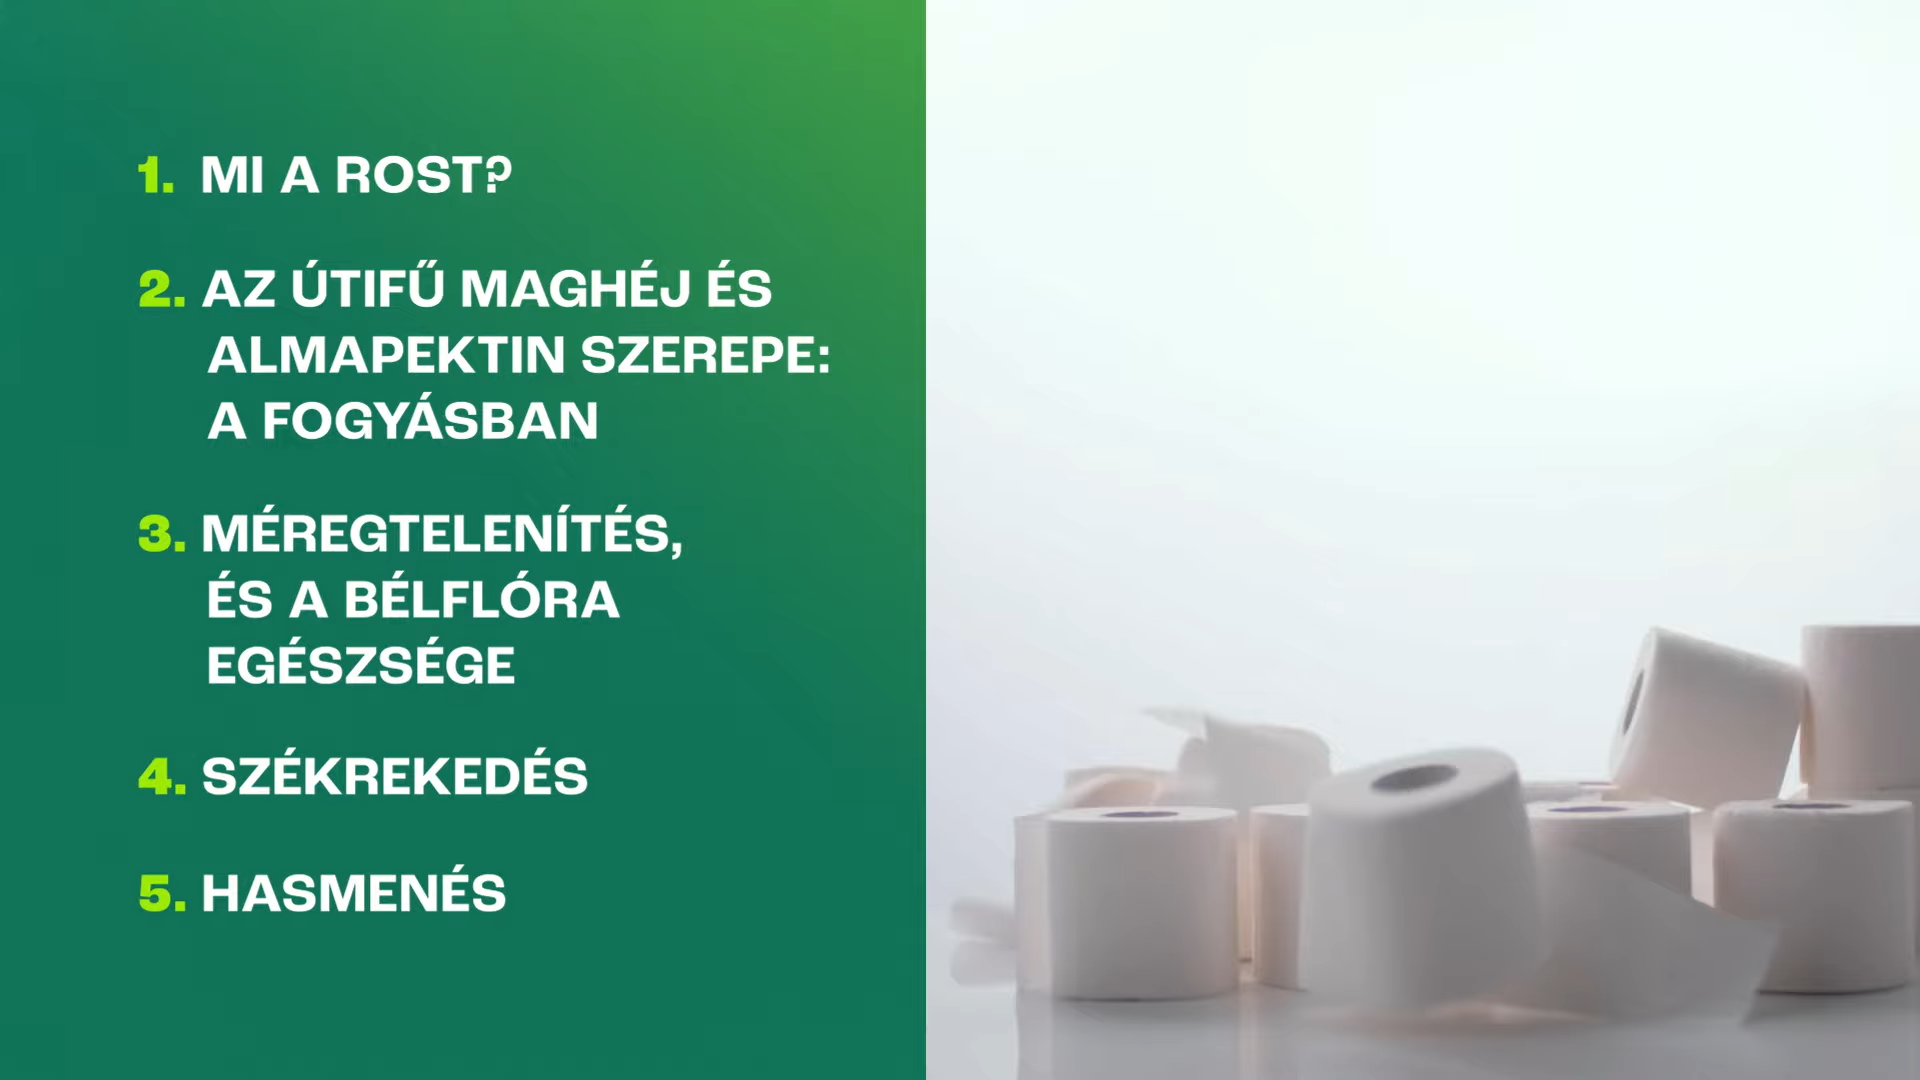 1. MI A ROST?
2. AZ ÚTIFŰ MAGHÉJ ÉS
ALMAPEKTIN SZEREPE:
A FOGYÁSBAN
3. MÉREGTELENÍTÉS,
ÉS A BÉLFLÓRA
EGÉSZSÉGE
4. SZÉKREKEDÉS
5. HASMENÉS